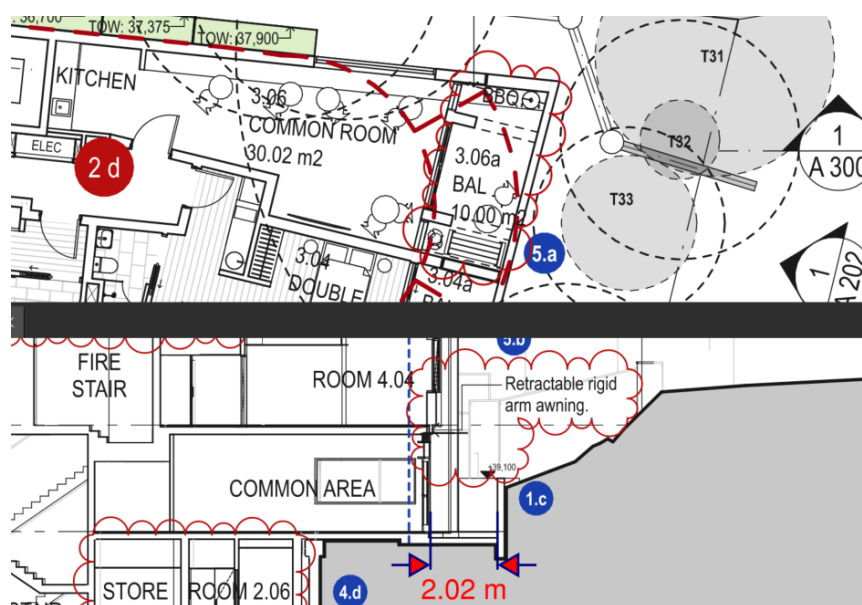 TOW: 37,375
TOW: 37,900
KITCHEN
3.06
COMMON ROOM
30.02 m2
ELEC
2 d
BBQ
3.06a
BAL
10.00 m2
5.a
3.04
DOUBLE
3.04a
T31
T32
T33
1
A 300
1
A 202
5.b
FIRE
STAIR
ROOM 4.04
Retractable rigid
arm awning.
COMMON AREA
39,100
1.c
STORE
ROOM 2.06
4.d
2.02 m